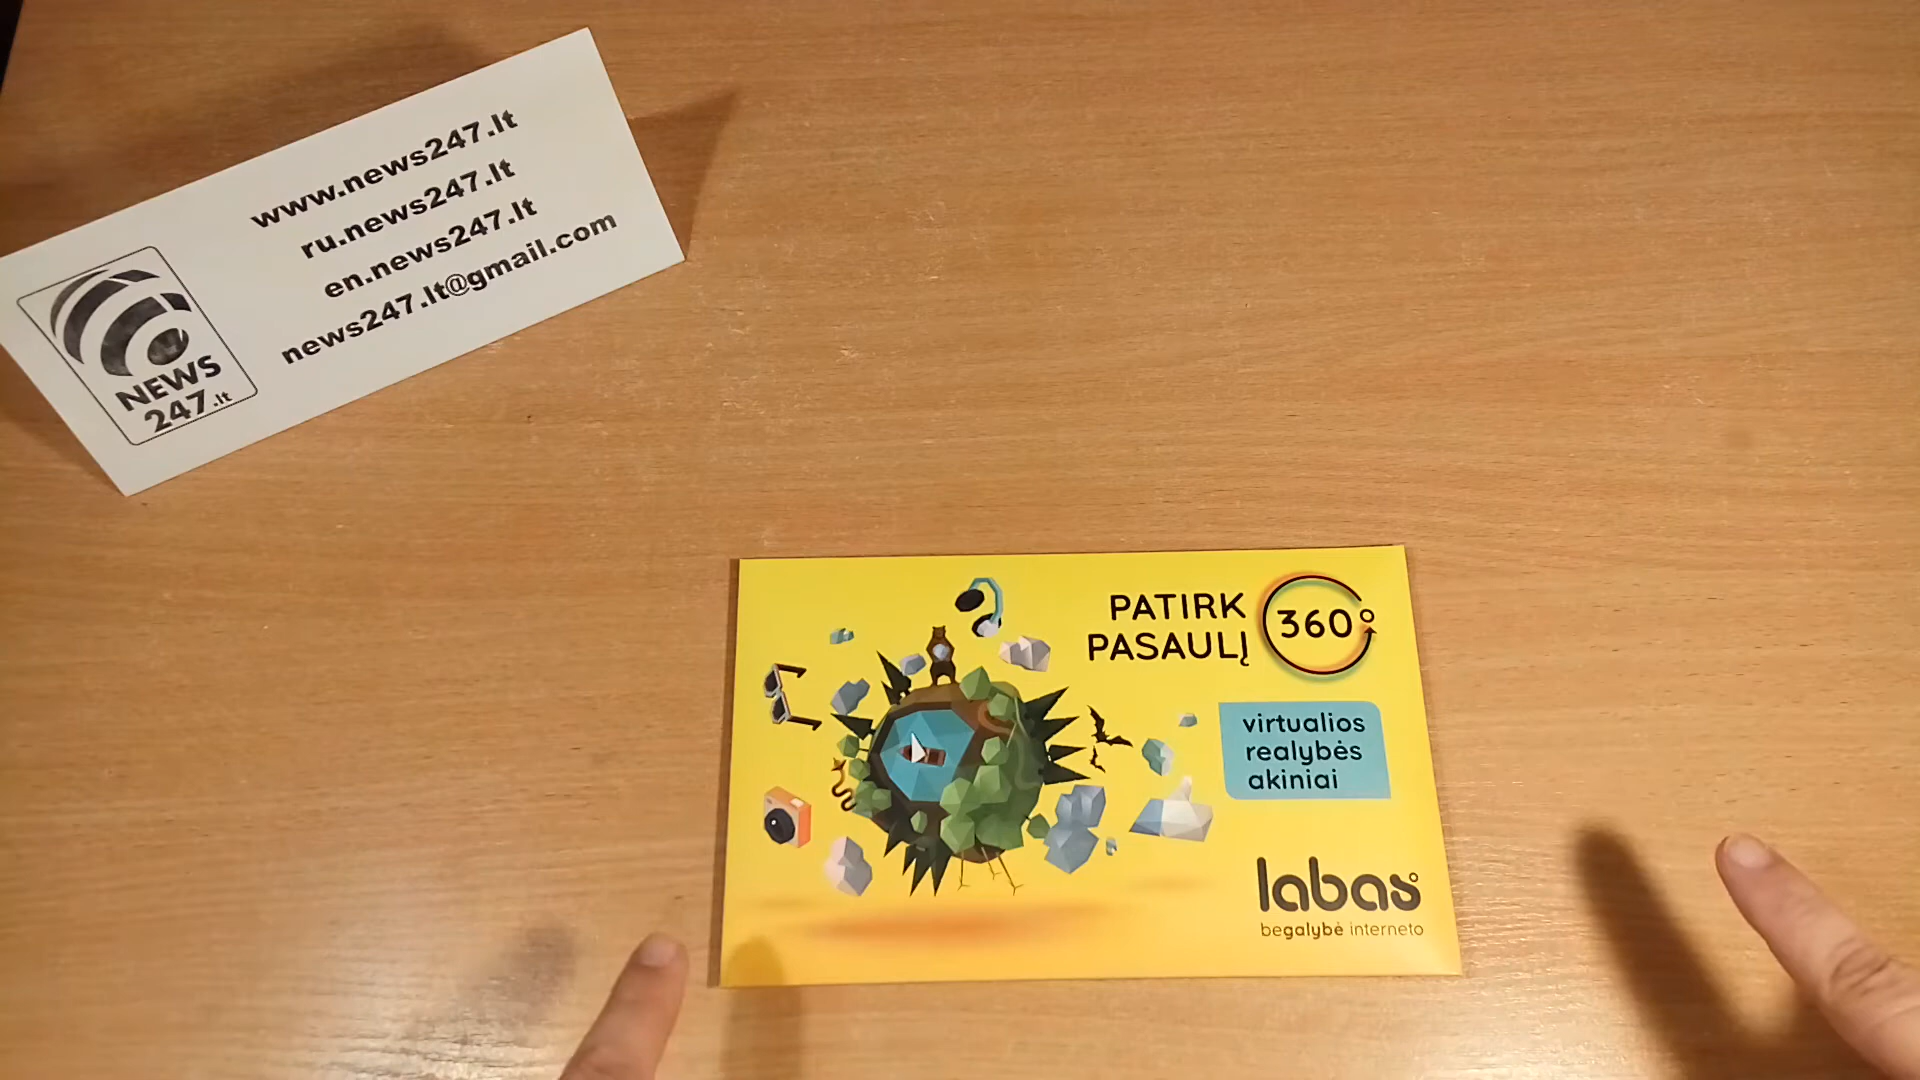 www.news247.lt
ru.news247.lt
en.news247.lt
news247.lt@gmail.com
NEWS
247.lt
PATIRK
PASAULĮ
360°
virtualios
realybės
akiniai
labas
begalybė interneto